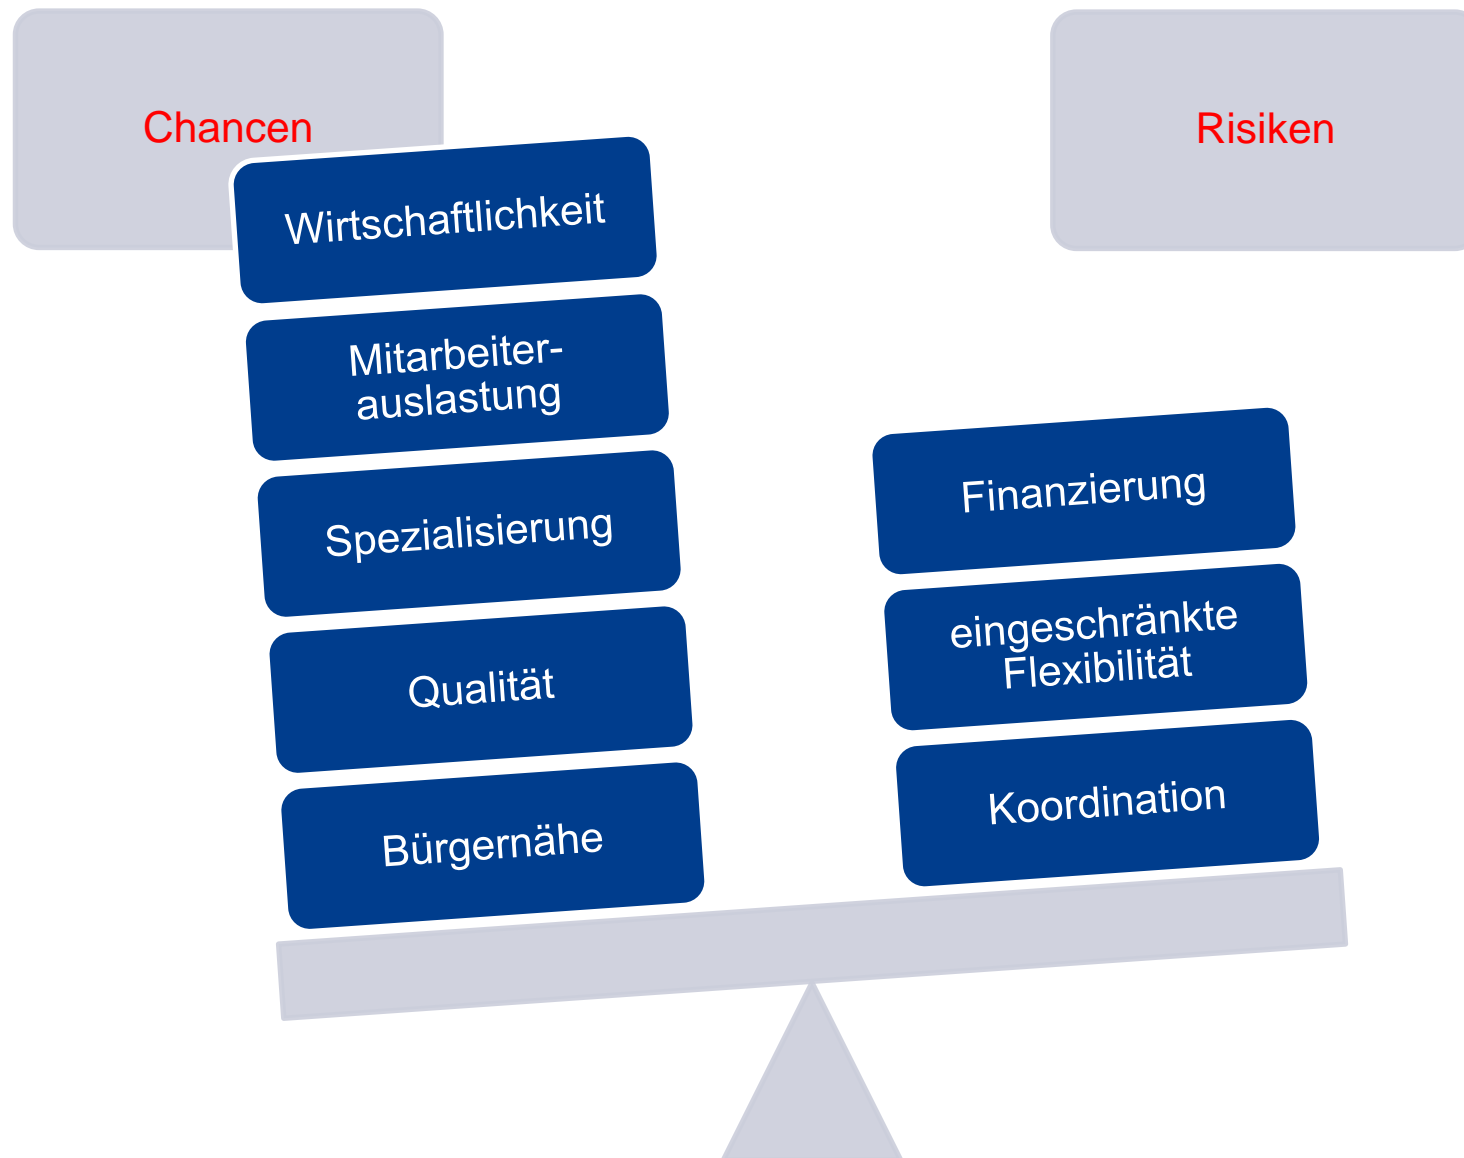 Chancen
Risiken
Wirtschaftlichkeit
Mitarbeiter-
auslastung
Spezialisierung
Qualität
Bürgernähe
Finanzierung
eingeschränkte
Flexibilität
Koordination